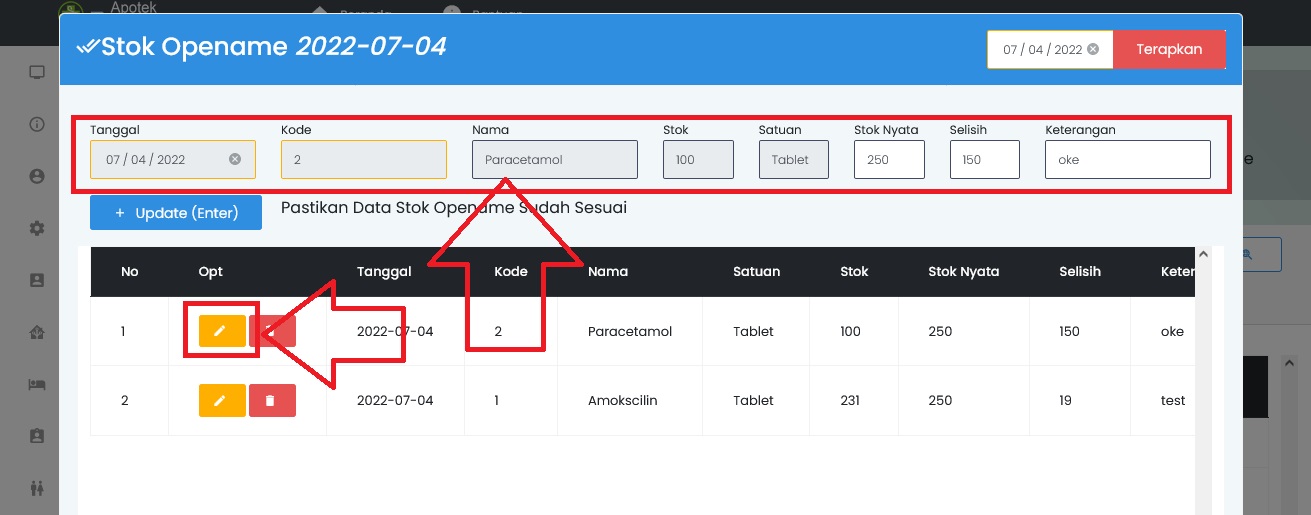 Apotek
Beranda
Bantuan
Stok Opename 2022-07-04
07 / 04 / 2022
Terapkan
Tanggal Kode Nama Stok Satuan Stok Nyata Selisih Keterangan
07 / 04 / 2022 2 Paracetamol 100 Tablet 250 150 oke
+ Update (Enter) Pastikan Data Stok Opename Sudah Sesuai
No Opt Tanggal Kode Nama Satuan Stok Stok Nyata Selisih Keter
1 2022-07-04 2 Paracetamol Tablet 100 250 150 oke
2 2022-07-04 1 Amokscilin Tablet 231 250 19 test